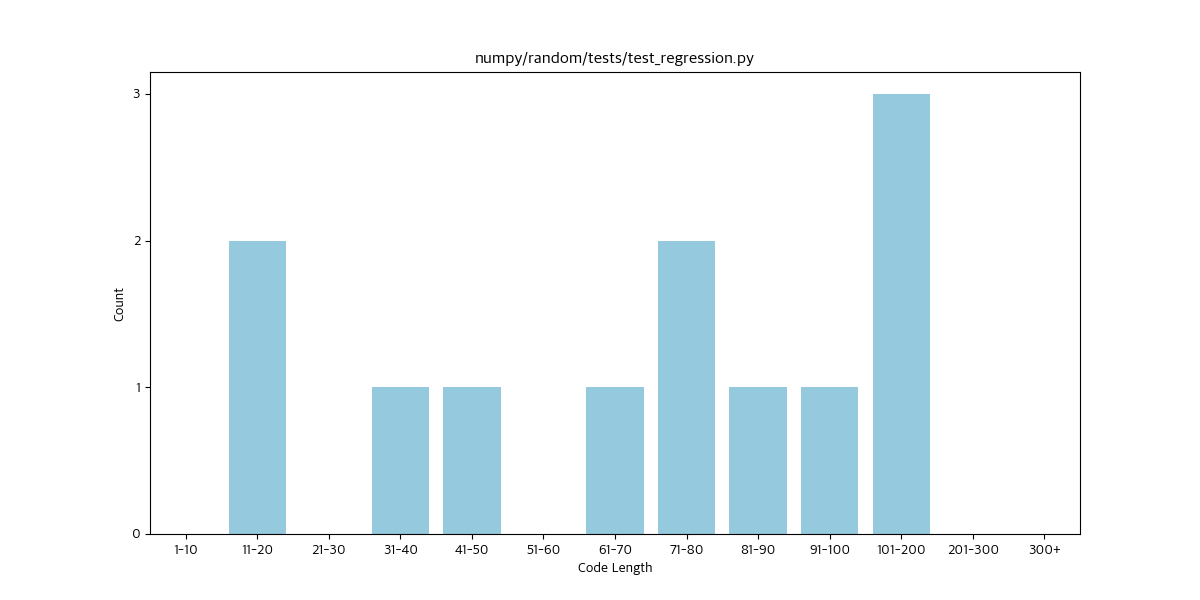 numpy/random/tests/test_regression.py
3
2
1
0
Count
1-10 11-20 21-30 31-40 41-50 51-60 61-70 71-80 81-90 91-100 101-200 201-300 300+
Code Length